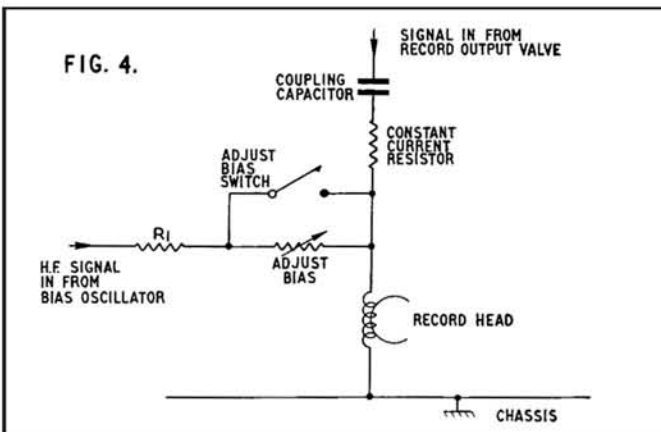 FIG. 4.
SIGNAL IN FROM
RECORD OUTPUT VALVE
COUPLING
CAPACITOR
CONSTANT
CURRENT
RESISTOR
ADJUST
BIAS
SWITCH
R1
ADJUST
BIAS
H.F. SIGNAL
IN FROM
BIAS OSCILLATOR
RECORD HEAD
CHASSIS